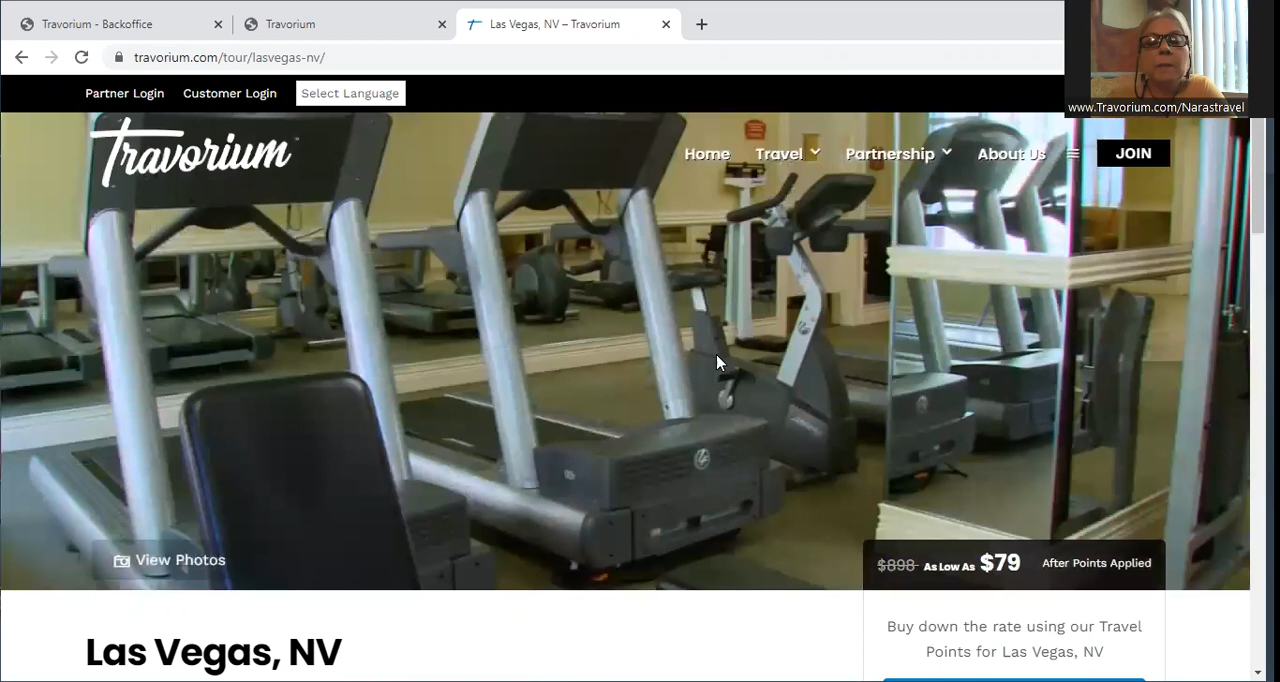 Travorium - Backoffice
Travorium
Las Vegas, NV – Travorium
travorium.com/tour/lasvegas-nv/
www.Travorium.com/Narastravel
Partner Login
Customer Login
Select Language
Travorium
Home
Travel
Partnership
About Us
JOIN
View Photos
$898 As Low As $79 After Points Applied
Las Vegas, NV
Buy down the rate using our Travel
Points for Las Vegas, NV